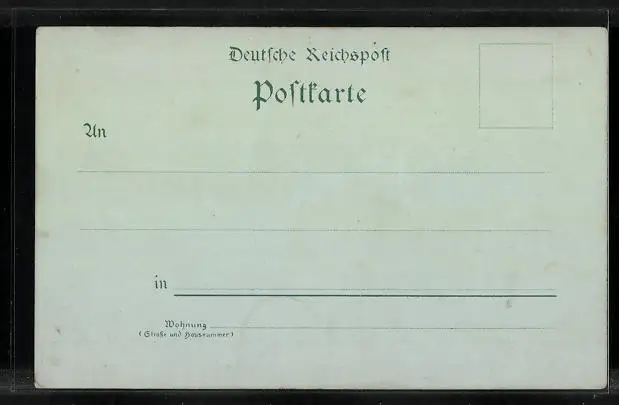 Deutſche Reichspoſt
Poſtkarte
An
in
Wohnung
(Straße und Hausnummer)